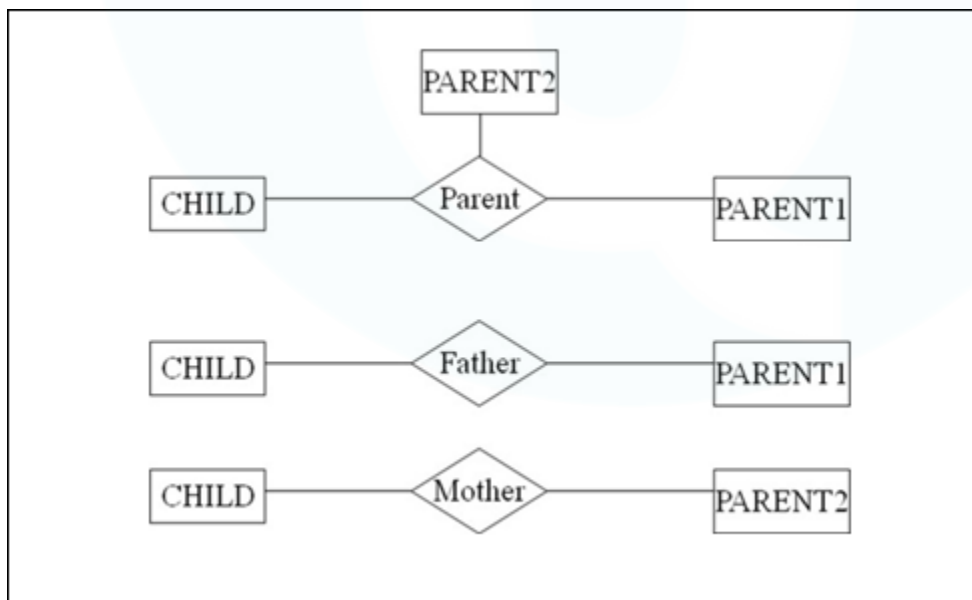 PARENT2
CHILD
Parent
PARENT1
CHILD
Father
PARENT1
CHILD
Mother
PARENT2